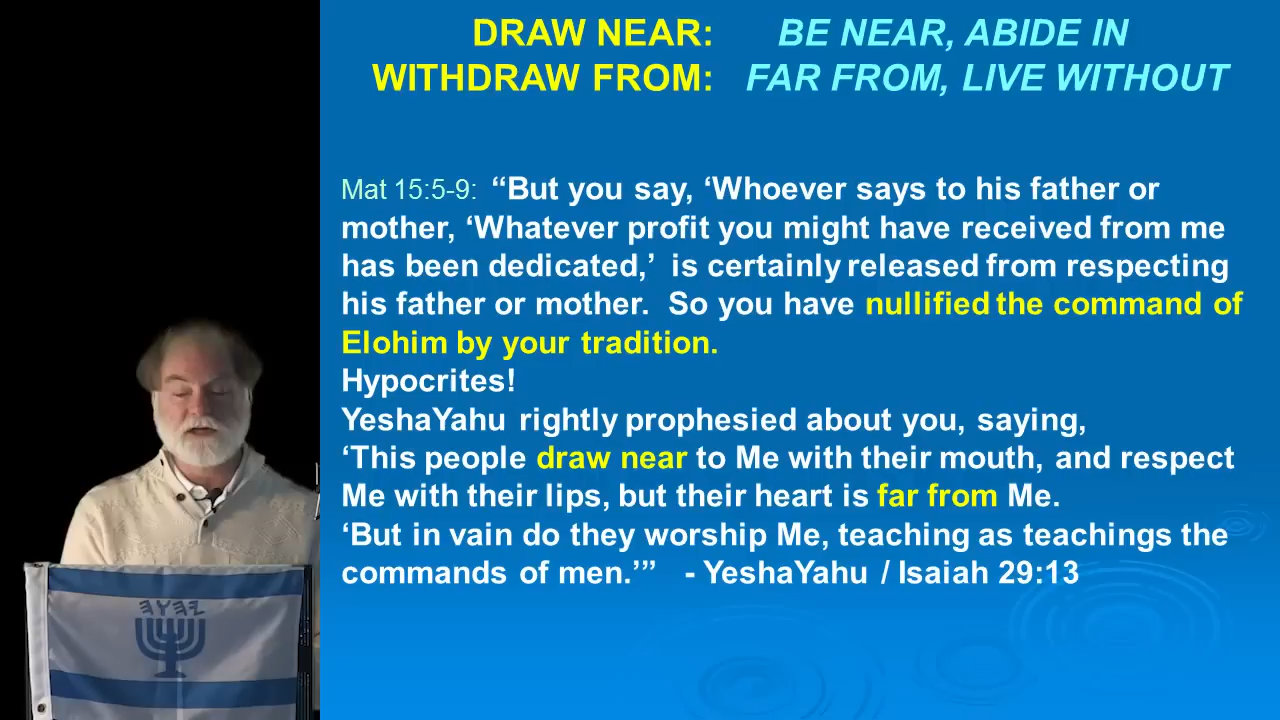 DRAW NEAR: BE NEAR, ABIDE IN
WITHDRAW FROM: FAR FROM, LIVE WITHOUT
Mat 15:5-9: “But you say, ‘Whoever says to his father or
mother, ‘Whatever profit you might have received from me
has been dedicated,’ is certainly released from respecting
his father or mother. So you have nullified the command of
Elohim by your tradition.
Hypocrites!
YeshaYahu rightly prophesied about you, saying,
‘This people draw near to Me with their mouth, and respect
Me with their lips, but their heart is far from Me.
‘But in vain do they worship Me, teaching as teachings the
commands of men.’” - YeshaYahu / Isaiah 29:13